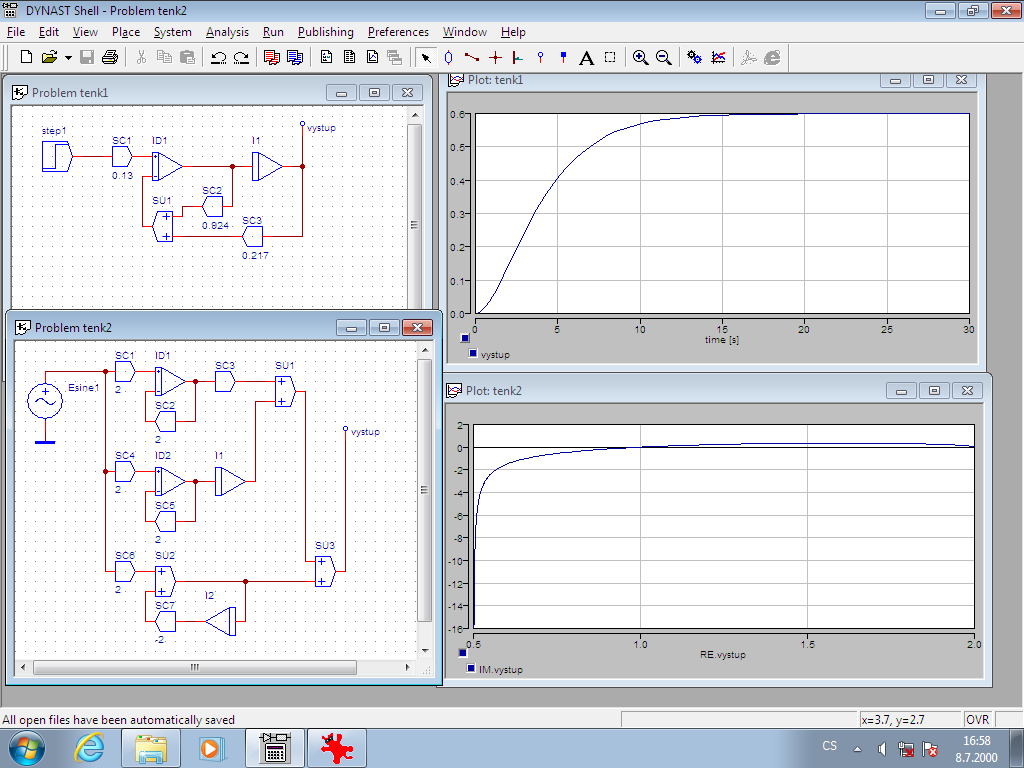 DYNAST Shell - Problem tenk2
File Edit View Place System Analysis Run Publishing Preferences Window Help
Problem tenk1
step1
SC1
0.13
ID1
I1
vystup
SU1
SC2
0.824
SC3
0.217
Plot: tenk1
0.6
0.5
0.4
0.3
0.2
0.1
0.0
0 5 10 15 20 25 30
time [s]
vystup
Problem tenk2
Esine1
SC1
2
ID1
SC2
2
SC3
SU1
vystup
SC4
2
ID2
SC5
2
I1
SU3
SC6
2
SU2
SC7
-2
I2
Plot: tenk2
2
0
-2
-4
-6
-8
-10
-12
-14
-16
0.5 1.0 1.5 2.0
RE.vystup
IM.vystup
All open files have been automatically saved
x=3.7, y=2.7 OVR
CS
16:58
8.7.2000